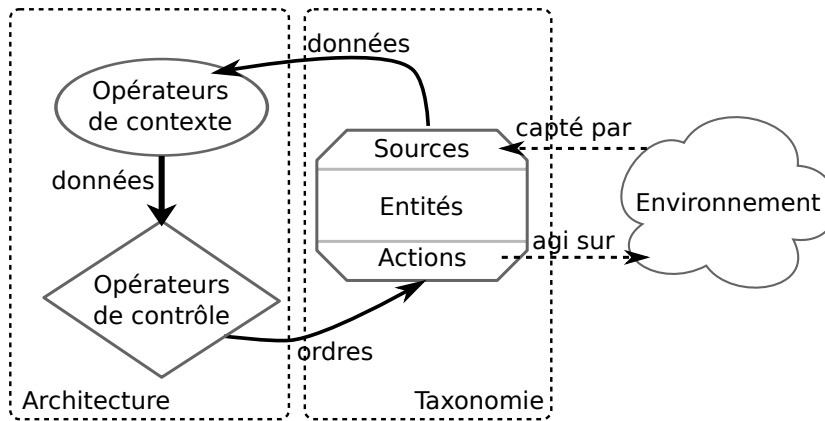 données
Opérateurs
de contexte
capté par
Sources
données
Entités
Environnement
agi sur
Actions
Opérateurs
de contrôle
ordres
Architecture
Taxonomie